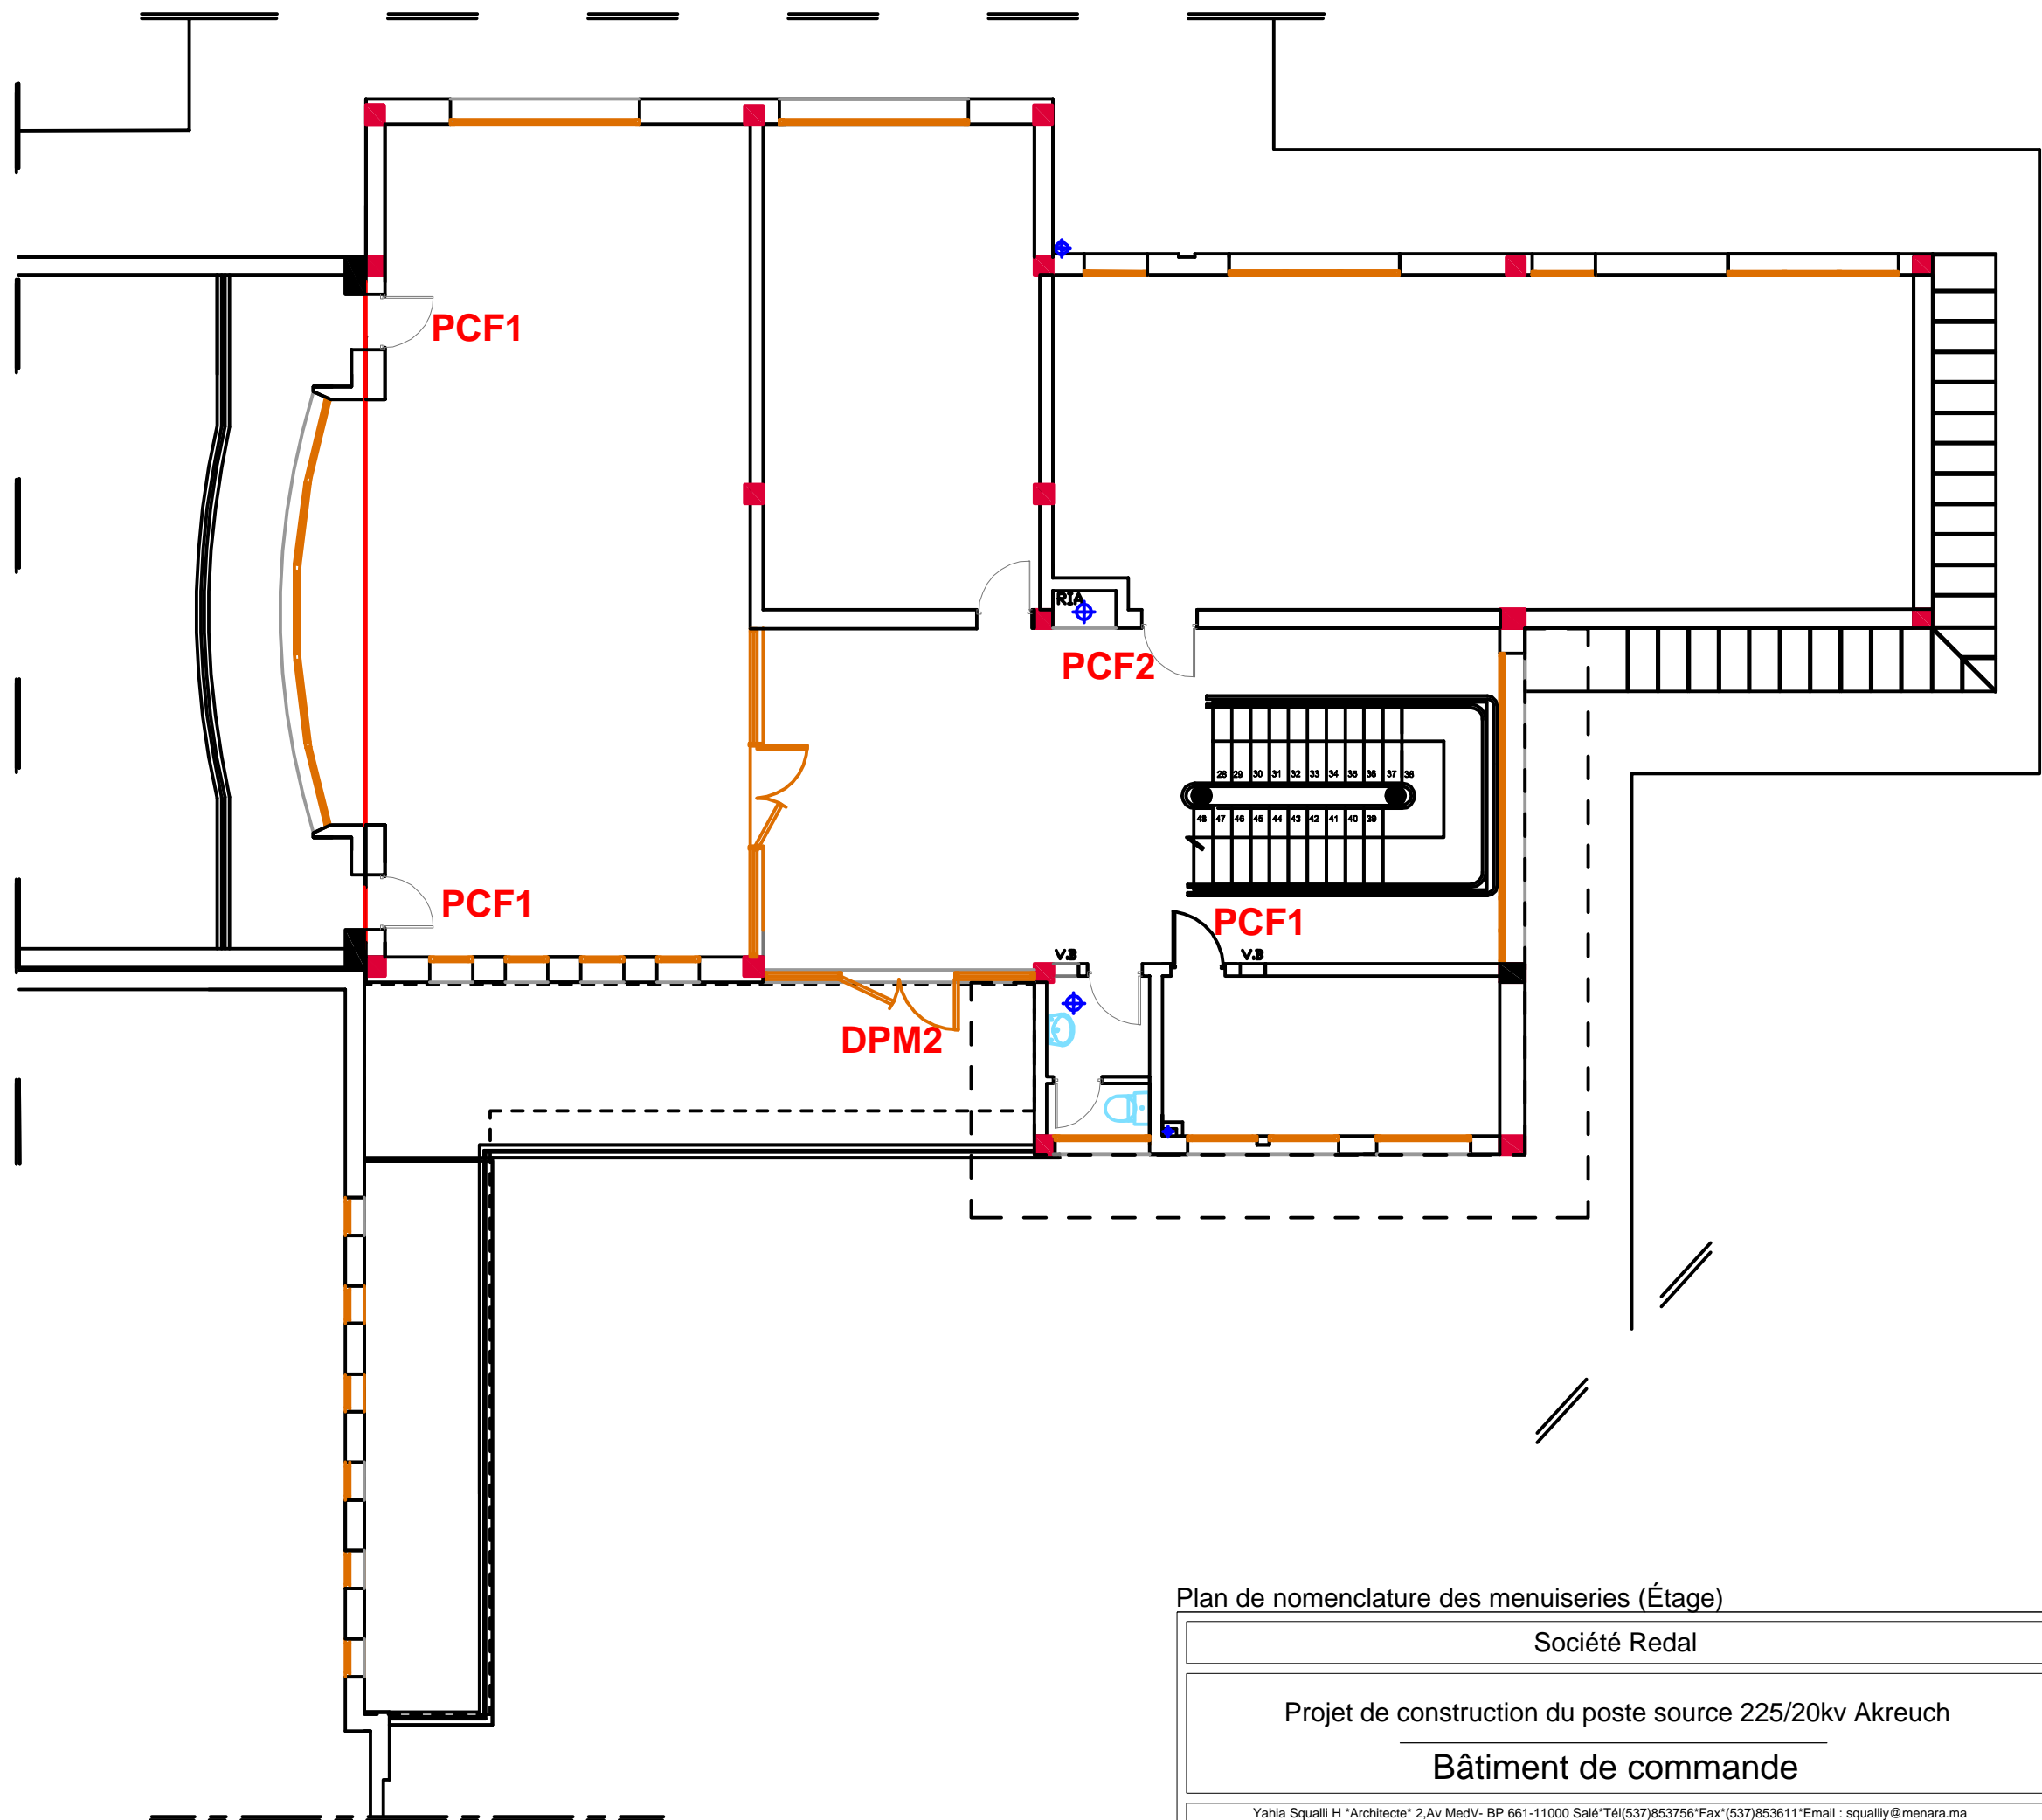 PCF1
RIA
PCF2
28 29 30 31 32 33 34 35 36 37 38
48 47 46 45 44 43 42 41 40 39
PCF1
PCF1
V.B V.B
DPM2
Plan de nomenclature des menuiseries (Étage)
Société Redal
Projet de construction du poste source 225/20kv Akreuch
Bâtiment de commande
Yahia Squalli H *Architecte* 2,Av MedV- BP 661-11000 Salé*Tél(537)853756*Fax*(537)853611*Email : squalliy@menara.ma